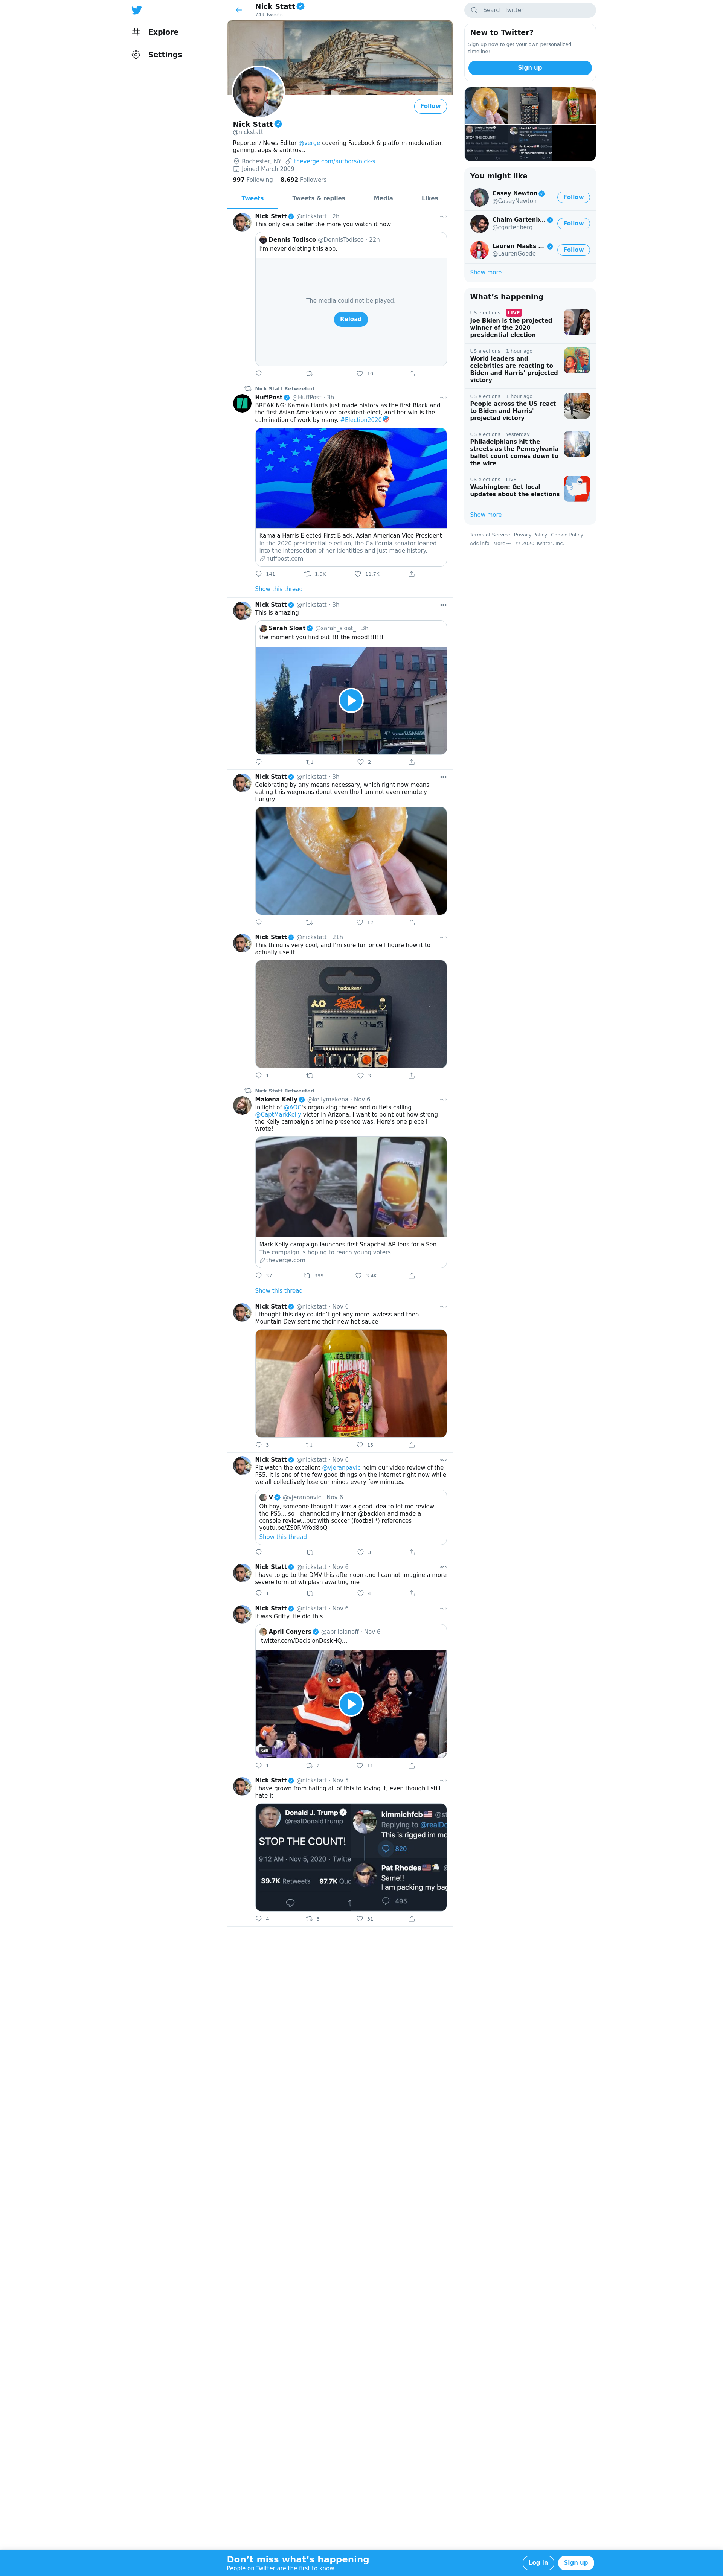 Explore
Settings
Nick Statt
743 Tweets
Follow
Nick Statt
@nickstatt
Reporter / News Editor @verge covering Facebook & platform moderation,
gaming, apps & antitrust.
Rochester, NY theverge.com/authors/nick-s...
Joined March 2009
997 Following 8,692 Followers
Tweets Tweets & replies Media Likes
Nick Statt @nickstatt · 2h
This only gets better the more you watch it now
Dennis Todisco @DennisTodisco · 22h
I'm never deleting this app.
The media could not be played.
Reload
10
Nick Statt Retweeted
HuffPost @HuffPost · 3h
BREAKING: Kamala Harris just made history as the first Black and
the first Asian American vice president-elect, and her win is the
culmination of work by many. #Election2020
Kamala Harris Elected First Black, Asian American Vice President
In the 2020 presidential election, the California senator leaned
into the intersection of her identities and just made history.
huffpost.com
141 1.9K 11.7K
Show this thread
Nick Statt @nickstatt · 3h
This is amazing
Sarah Sloat @sarah_sloat_ · 3h
the moment you find out!!!! the mood!!!!!!!
CLEANERS
2
Nick Statt @nickstatt · 3h
Celebrating by any means necessary, which right now means
eating this wegmans donut even tho I am not even remotely
hungry
12
Nick Statt @nickstatt · 21h
This thing is very cool, and I'm sure fun once I figure how it to
actually use it...
hadouken!
1 3
Nick Statt Retweeted
Makena Kelly @kellymakena · Nov 6
In light of @AOC's organizing thread and outlets calling
@CaptMarkKelly victor in Arizona, I want to point out how strong
the Kelly campaign's online presence was. Here's one piece I
wrote!
Mark Kelly campaign launches first Snapchat AR lens for a Sen...
The campaign is hoping to reach young voters.
theverge.com
37 399 3.4K
Show this thread
Nick Statt @nickstatt · Nov 6
I thought this day couldn't get any more lawless and then
Mountain Dew sent me their new hot sauce
HOT HABANERO
3 15
Nick Statt @nickstatt · Nov 6
Plz watch the excellent @vjeranpavic helm our video review of the
PS5. It is one of the few good things on the internet right now while
we all collectively lose our minds every few minutes.
V @vjeranpavic · Nov 6
Oh boy, someone thought it was a good idea to let me review
the PS5... so I channeled my inner @backlon and made a
console review...but with soccer (football*) references
youtu.be/ZS0RMYod8pQ
Show this thread
3
Nick Statt @nickstatt · Nov 6
I have to go to the DMV this afternoon and I cannot imagine a more
severe form of whiplash awaiting me
1 4
Nick Statt @nickstatt · Nov 6
It was Gritty. He did this.
April Conyers @aprilolanoff · Nov 6
twitter.com/DecisionDeskHQ...
GIF
1 2 11
Nick Statt @nickstatt · Nov 5
I have grown from hating all of this to loving it, even though I still
hate it
Donald J. Trump
@realDonaldTrump
STOP THE COUNT!
9:12 AM · Nov 5, 2020 · Twitte
39.7K Retweets 97.7K Quo
kimmichfcb @s
Replying to @realDo
This is rigged im mo
820
Pat Rhodes
Same!!
I am packing my bag
495
4 3 31
Search Twitter
New to Twitter?
Sign up now to get your own personalized
timeline!
Sign up
You might like
Casey Newton
@CaseyNewton
Follow
Chaim Gartenb...
@cgartenberg
Follow
Lauren Masks ...
@LaurenGoode
Follow
Show more
What's happening
US elections · LIVE
Joe Biden is the projected
winner of the 2020
presidential election
US elections · 1 hour ago
World leaders and
celebrities are reacting to
Biden and Harris' projected
victory
US elections · 1 hour ago
People across the US react
to Biden and Harris'
projected victory
US elections · Yesterday
Philadelphians hit the
streets as the Pennsylvania
ballot count comes down to
the wire
US elections · LIVE
Washington: Get local
updates about the elections
Show more
Terms of Service Privacy Policy Cookie Policy
Ads info More © 2020 Twitter, Inc.
Don't miss what's happening
People on Twitter are the first to know.
Log in Sign up